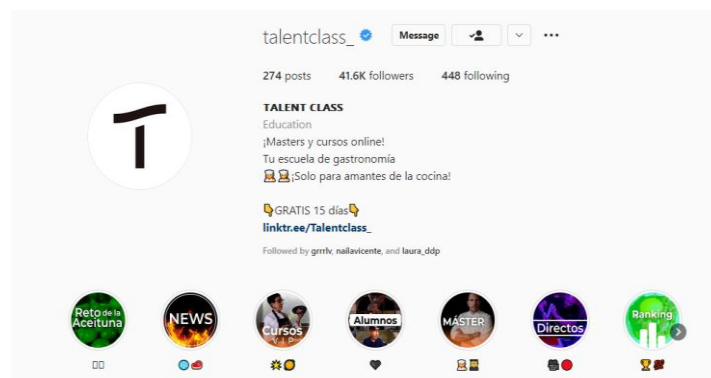 talentclass_
Message
274 posts 41.6K followers 448 following
T
TALENT CLASS
Education
¡Masters y cursos online!
Tu escuela de gastronomía
¡Solo para amantes de la cocina!
GRATIS 15 días
linktr.ee/Talentclass_
Followed by grrrlv, nailavicente, and laura_ddp
Reto de la
Aceituna
NEWS
Cursos
V.I.P
Alumnos
MÁSTER
Directos
Ranking